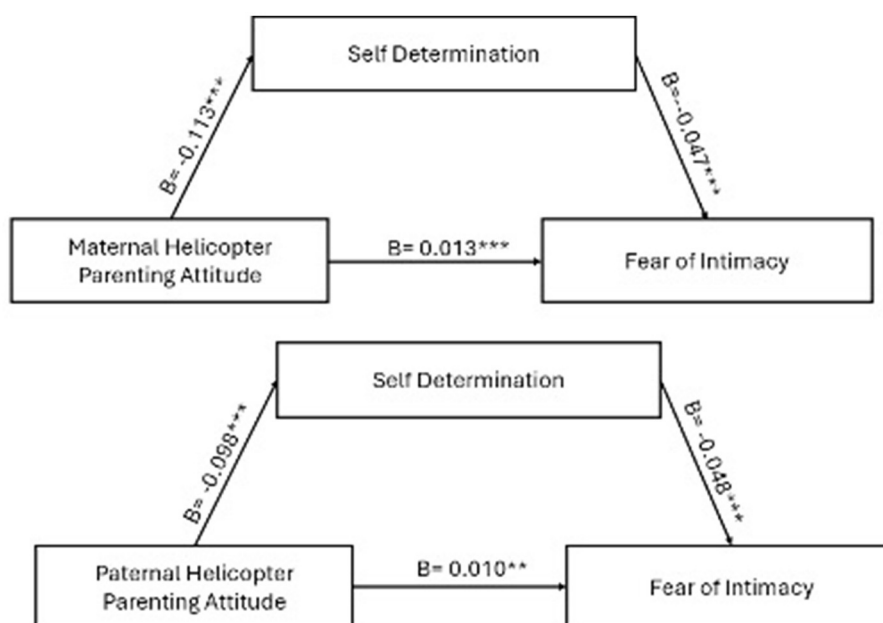 Self Determination
B= -0.113***
B=--0.047***
Maternal Helicopter
Parenting Attitude
B= 0.013***
Fear of Intimacy
Self Determination
B= -0.098***
B= -0.048***
Paternal Helicopter
Parenting Attitude
B= 0.010**
Fear of Intimacy